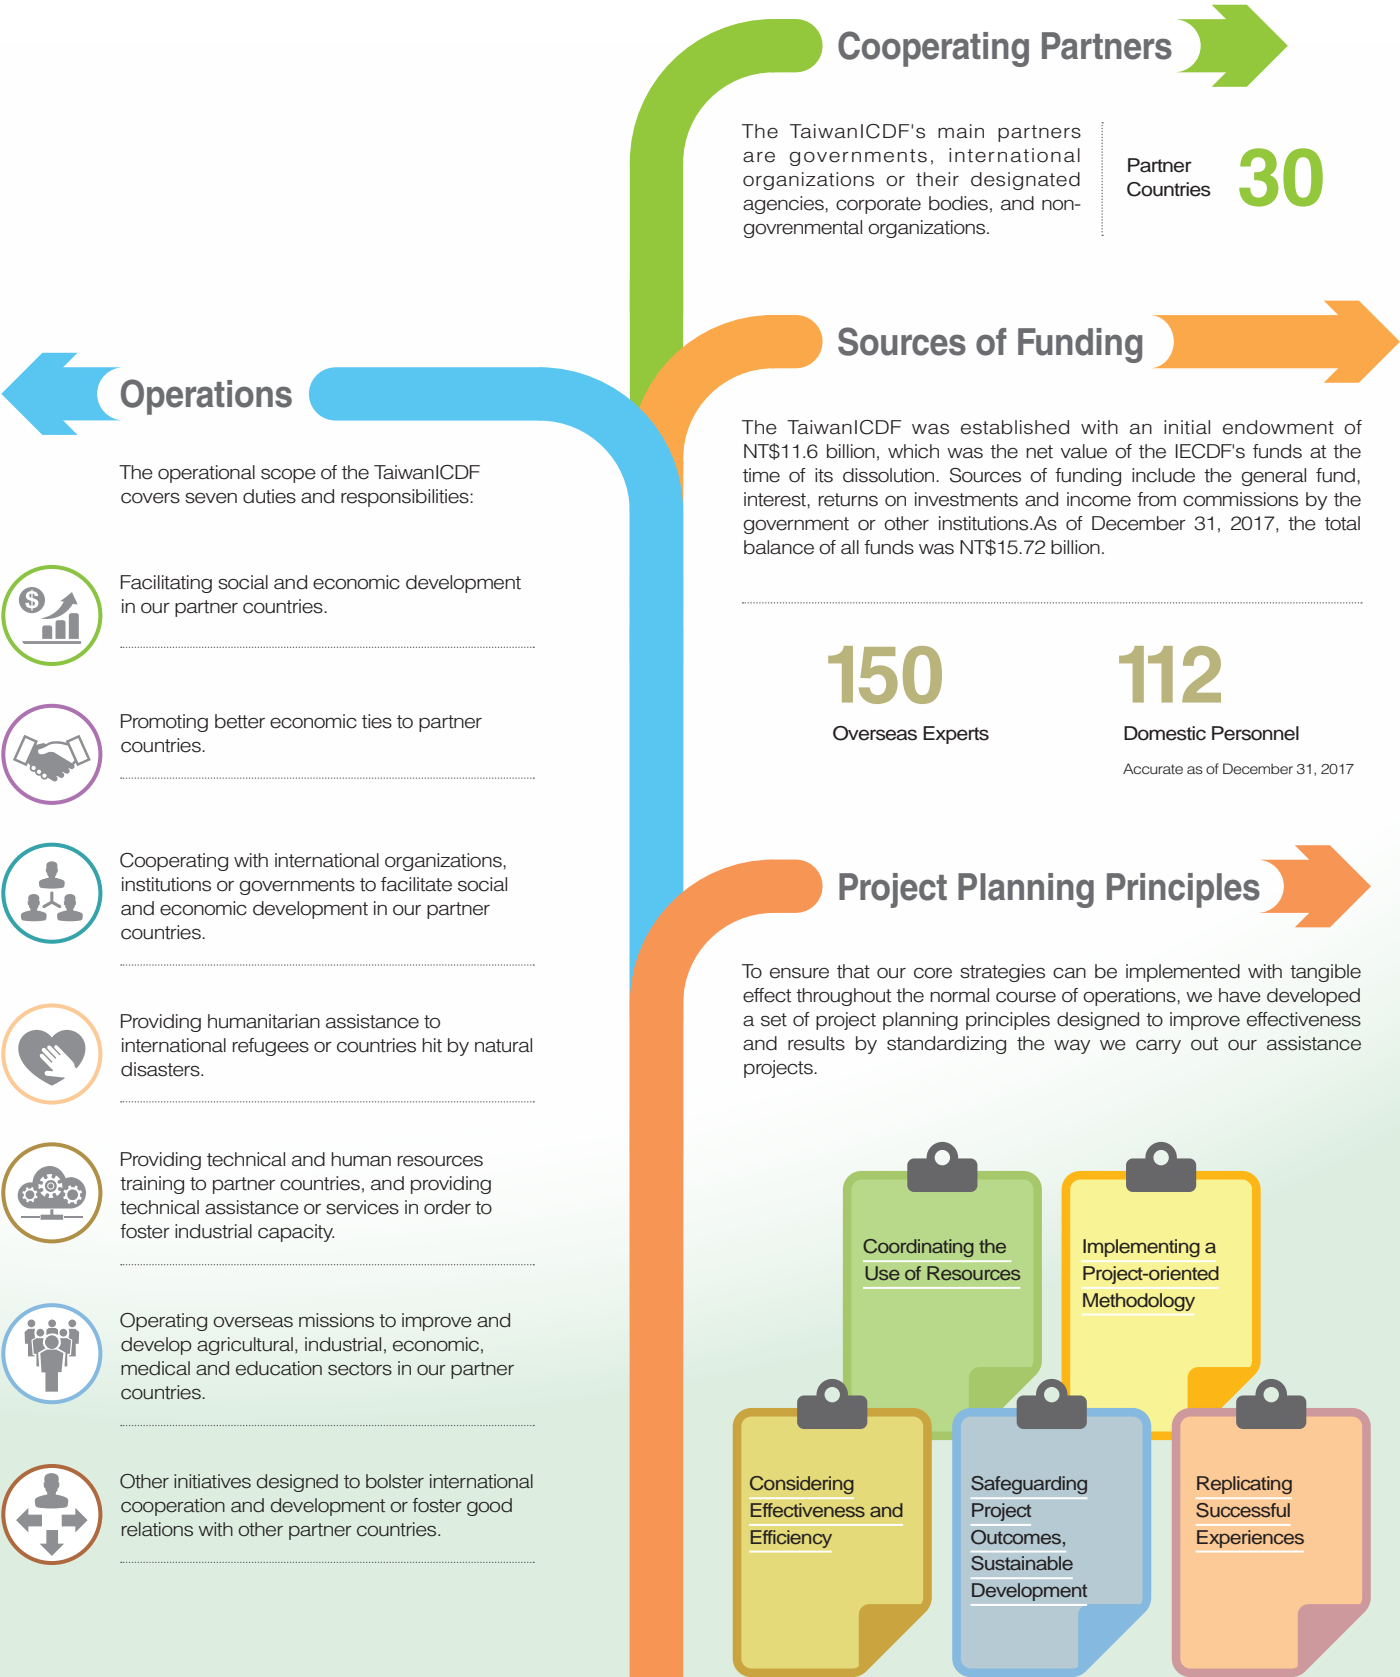 Cooperating Partners
The TaiwanICDF's main partners
are governments, international
organizations or their designated
agencies, corporate bodies, and non-
govrenmental organizations.
Partner
Countries
30
Sources of Funding
The TaiwanICDF was established with an initial endowment of
NT$11.6 billion, which was the net value of the IECDF's funds at the
time of its dissolution. Sources of funding include the general fund,
interest, returns on investments and income from commissions by the
government or other institutions.As of December 31, 2017, the total
balance of all funds was NT$15.72 billion.
150
Overseas Experts
112
Domestic Personnel
Accurate as of December 31, 2017
Operations
The operational scope of the TaiwanICDF
covers seven duties and responsibilities:
$
Facilitating social and economic development
in our partner countries.
Promoting better economic ties to partner
countries.
Cooperating with international organizations,
institutions or governments to facilitate social
and economic development in our partner
countries.
Providing humanitarian assistance to
international refugees or countries hit by natural
disasters.
Providing technical and human resources
training to partner countries, and providing
technical assistance or services in order to
foster industrial capacity.
Operating overseas missions to improve and
develop agricultural, industrial, economic,
medical and education sectors in our partner
countries.
Other initiatives designed to bolster international
cooperation and development or foster good
relations with other partner countries.
Project Planning Principles
To ensure that our core strategies can be implemented with tangible
effect throughout the normal course of operations, we have developed
a set of project planning principles designed to improve effectiveness
and results by standardizing the way we carry out our assistance
projects.
Coordinating the
Use of Resources
Implementing a
Project-oriented
Methodology
Considering
Effectiveness and
Efficiency
Safeguarding
Project
Outcomes,
Sustainable
Development
Replicating
Successful
Experiences